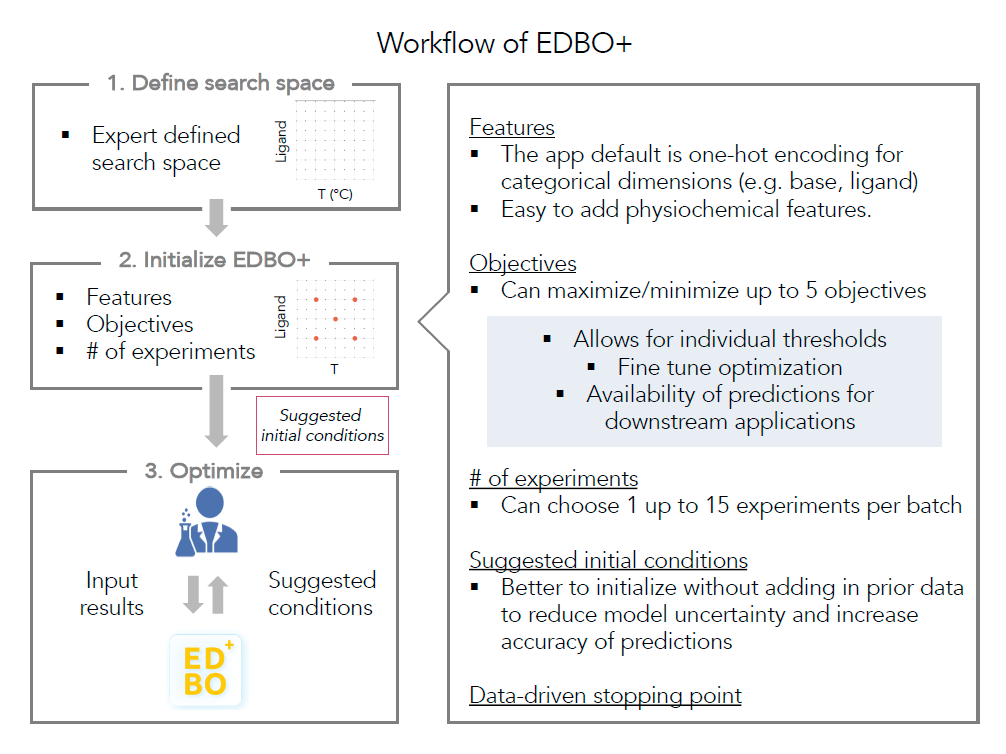 Workflow of EDBO+
1. Define search space
▪ Expert defined
search space
Ligand
T (°C)
2. Initialize EDBO+
▪ Features
▪ Objectives
▪ # of experiments
Ligand
T
Suggested
initial conditions
3. Optimize
Input
results
Suggested
conditions
ED+
BO
Features
▪ The app default is one-hot encoding for
categorical dimensions (e.g. base, ligand)
▪ Easy to add physiochemical features.
Objectives
▪ Can maximize/minimize up to 5 objectives
▪ Allows for individual thresholds
▪ Fine tune optimization
▪ Availability of predictions for
downstream applications
# of experiments
▪ Can choose 1 up to 15 experiments per batch
Suggested initial conditions
▪ Better to initialize without adding in prior data
to reduce model uncertainty and increase
accuracy of predictions
Data-driven stopping point